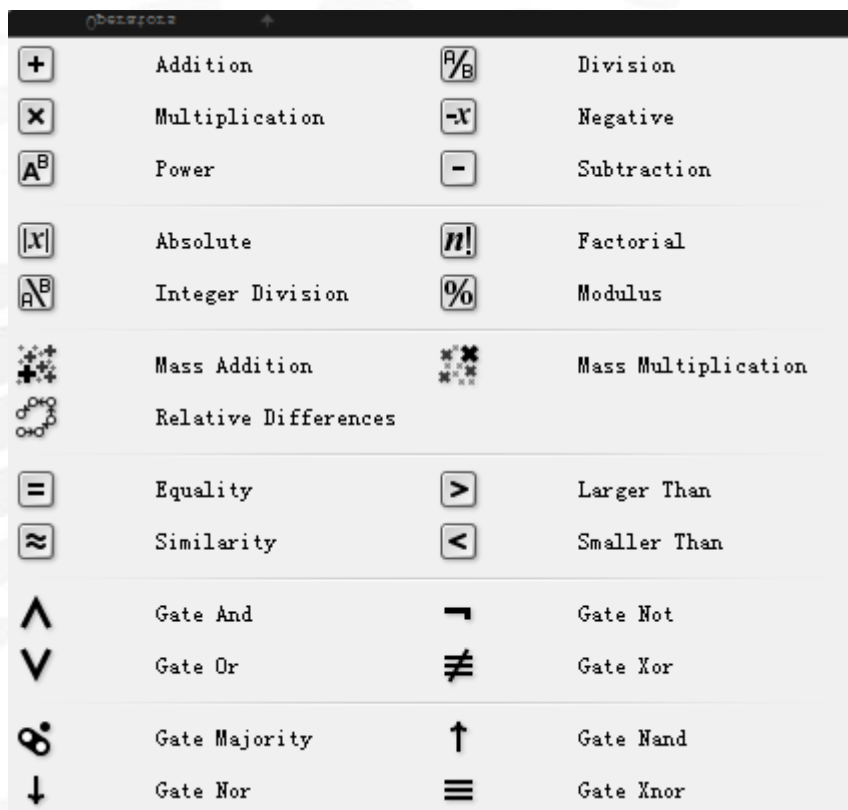 Operators
+ Addition A/B Division
× Multiplication -x Negative
A^B Power - Subtraction
|x| Absolute n! Factorial
A\B Integer Division % Modulus
Mass Addition Mass Multiplication
Relative Differences
= Equality > Larger Than
≈ Similarity < Smaller Than
∧ Gate And ¬ Gate Not
∨ Gate Or ≢ Gate Xor
Gate Majority ↑ Gate Nand
↓ Gate Nor ≡ Gate Xnor